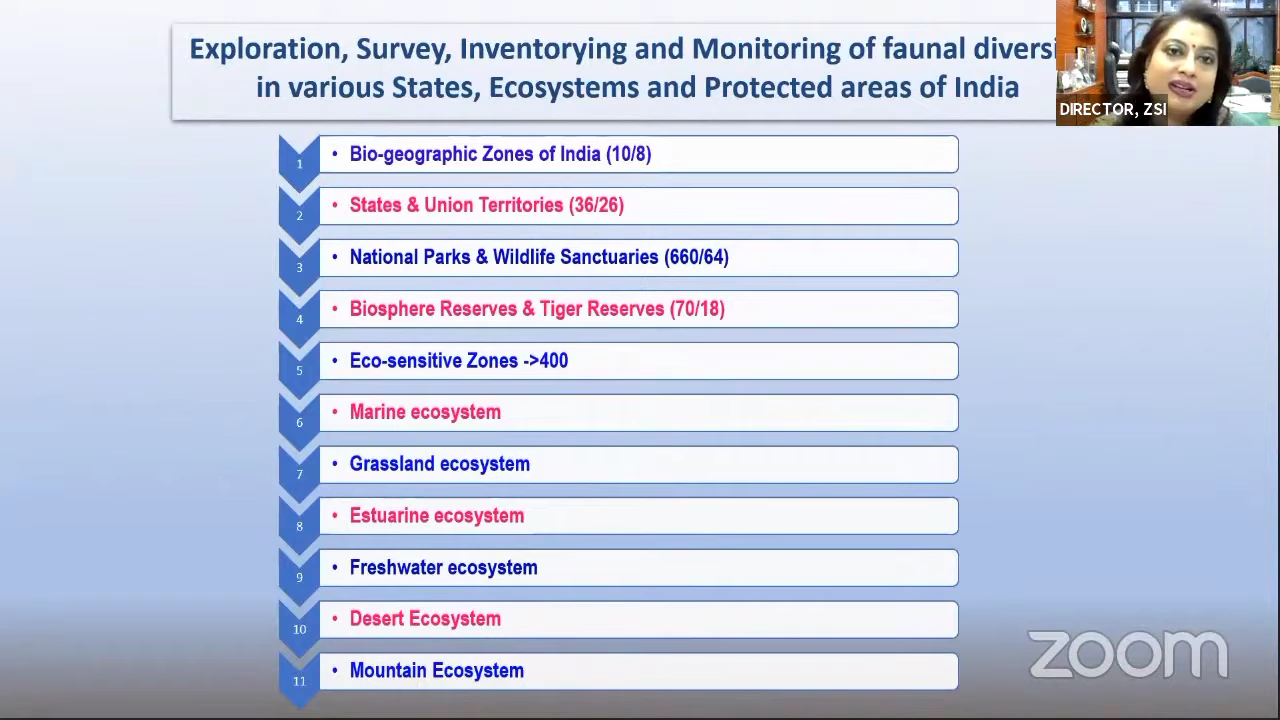 Exploration, Survey, Inventorying and Monitoring of faunal
in various States, Ecosystems and Protected areas of India
DIRECTOR, ZSI
1
• Bio-geographic Zones of India (10/8)
2
• States & Union Territories (36/26)
3
• National Parks & Wildlife Sanctuaries (660/64)
4
• Biosphere Reserves & Tiger Reserves (70/18)
5
• Eco-sensitive Zones ->400
6
• Marine ecosystem
7
• Grassland ecosystem
8
• Estuarine ecosystem
9
• Freshwater ecosystem
10
• Desert Ecosystem
11
• Mountain Ecosystem
zoom